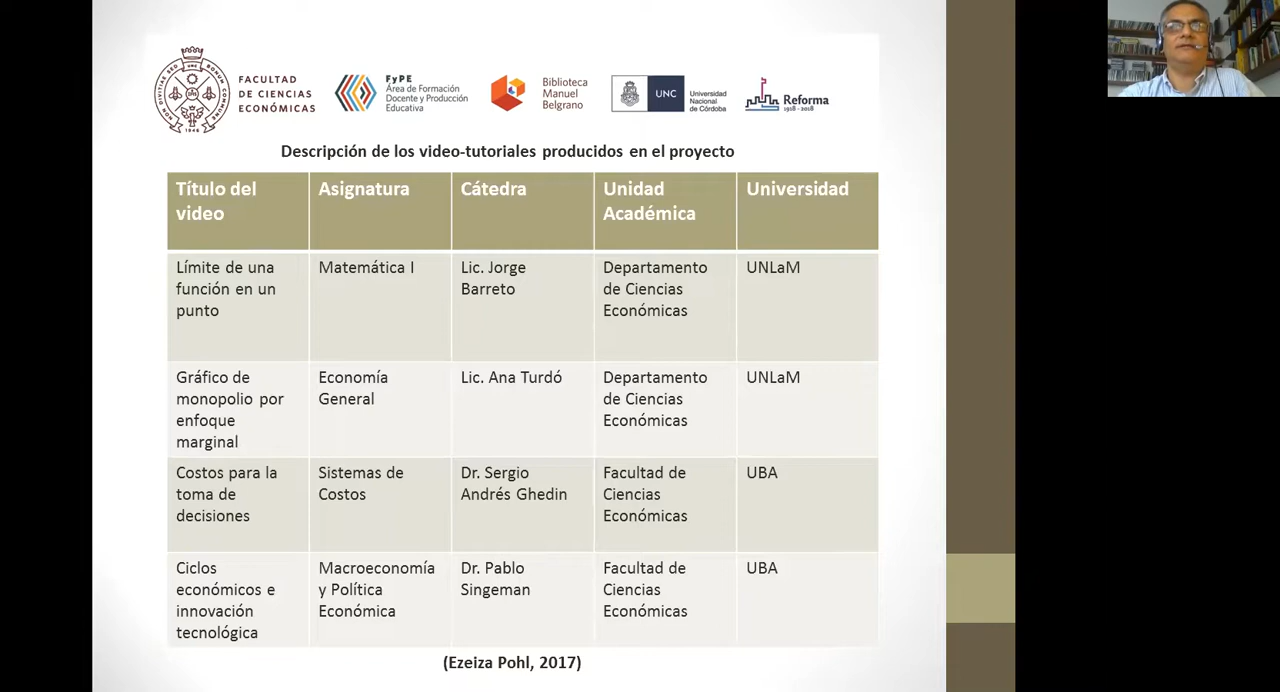 FACULTAD
DE CIENCIAS
ECONÓMICAS
FyPE
Área de Formación
Docente y Producción
Educativa
Biblioteca
Manuel
Belgrano
UNC
Universidad
Nacional
de Córdoba
Reforma
1918 - 2018
Descripción de los video-tutoriales producidos en el proyecto
Título del
video
Asignatura
Cátedra
Unidad
Académica
Universidad
Límite de una
función en un
punto
Matemática I
Lic. Jorge
Barreto
Departamento
de Ciencias
Económicas
UNLaM
Gráfico de
monopolio por
enfoque
marginal
Economía
General
Lic. Ana Turdó
Departamento
de Ciencias
Económicas
UNLaM
Costos para la
toma de
decisiones
Sistemas de
Costos
Dr. Sergio
Andrés Ghedin
Facultad de
Ciencias
Económicas
UBA
Ciclos
económicos e
innovación
tecnológica
Macroeconomía
y Política
Económica
Dr. Pablo
Singeman
Facultad de
Ciencias
Económicas
UBA
(Ezeiza Pohl, 2017)